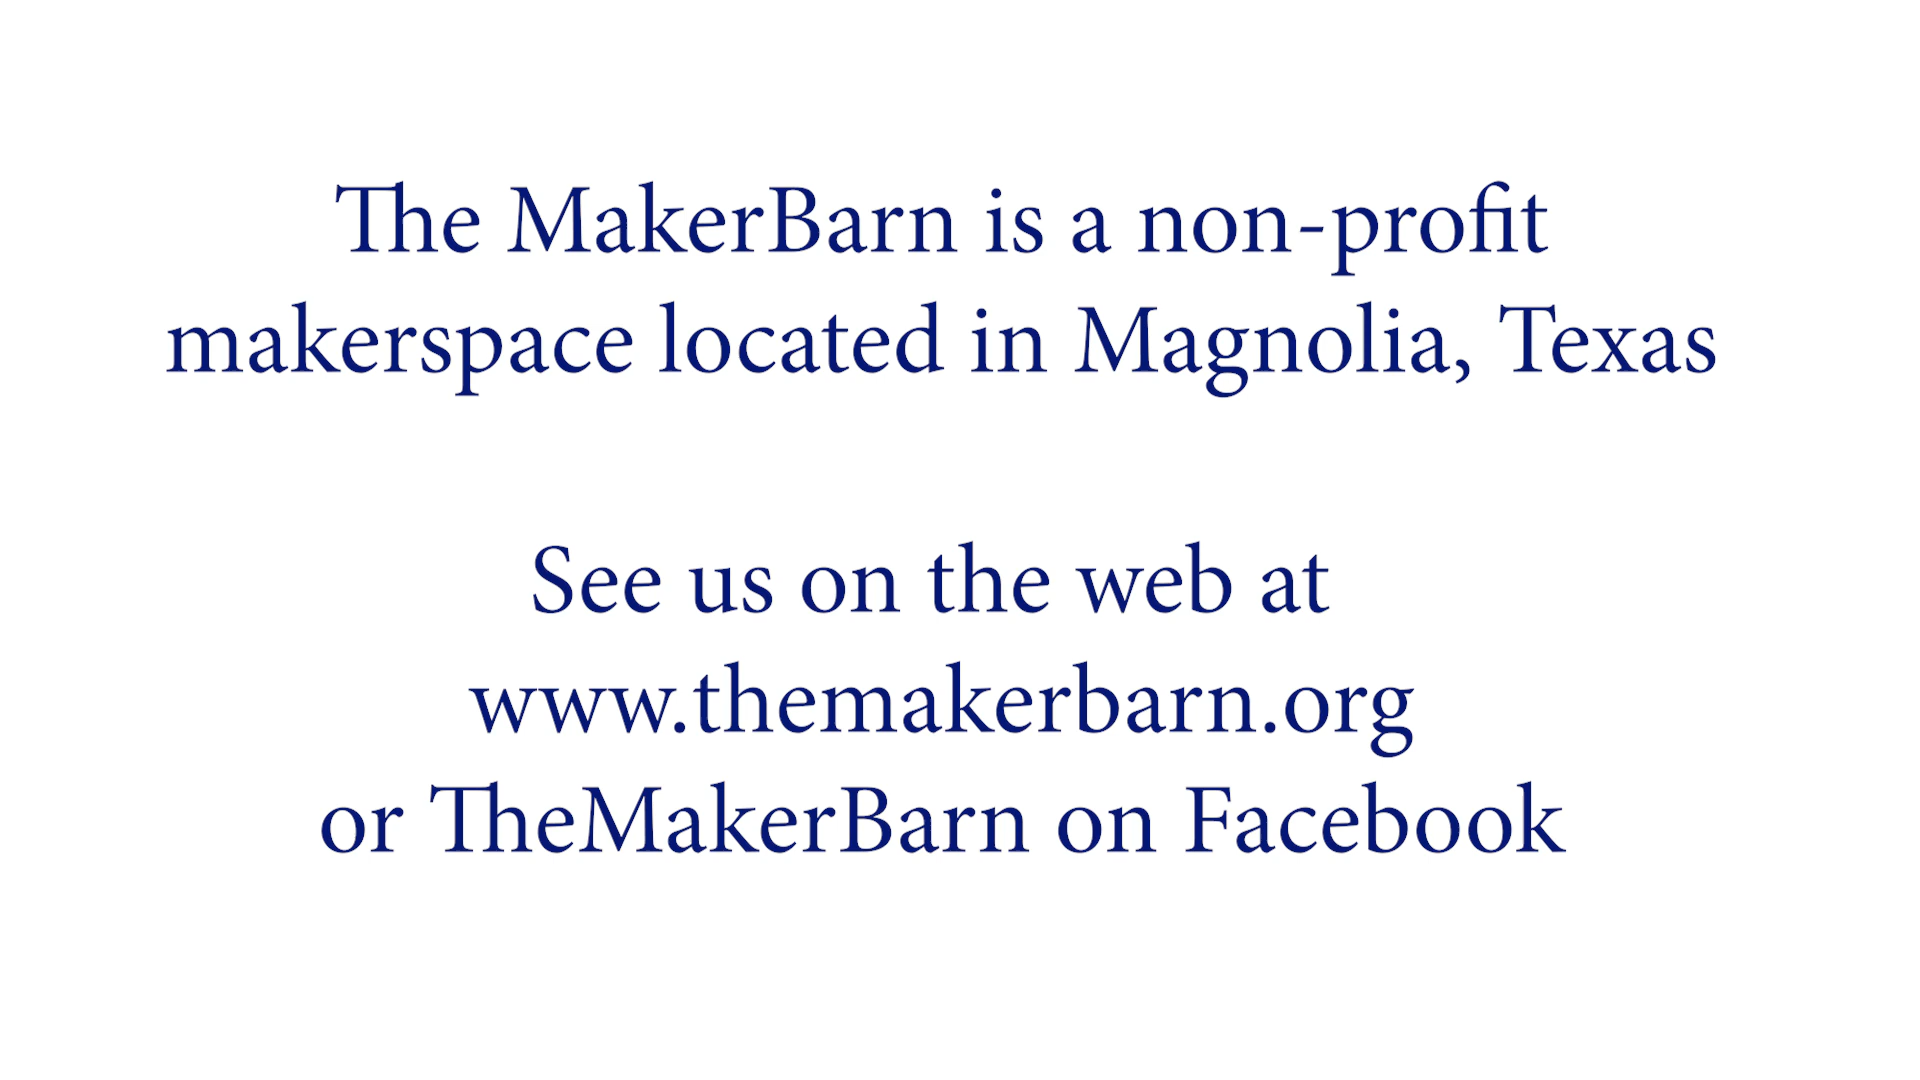 The MakerBarn is a non-profit
makerspace located in Magnolia, Texas
See us on the web at
www.themakerbarn.org
or TheMakerBarn on Facebook